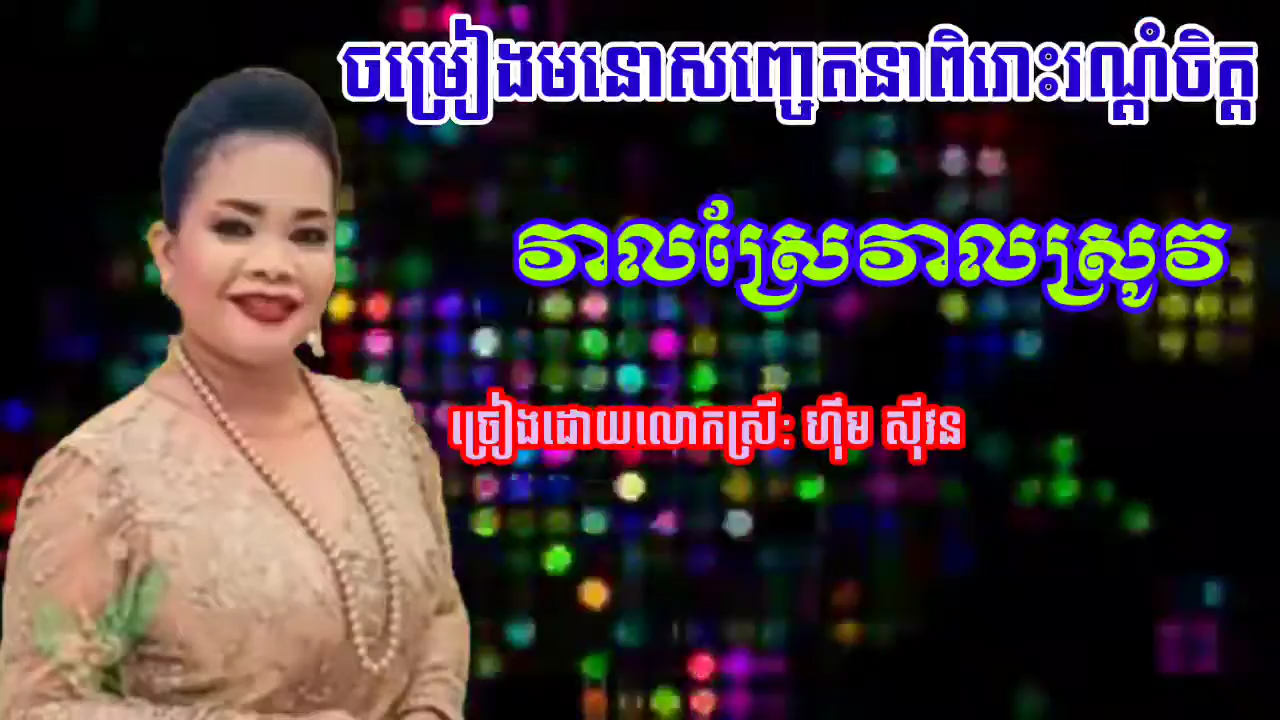 ចម្រៀងមនោសញ្ចេតនាពិរោះរណ្តំចិត្ត
វាលស្រែវាលស្រូវ
ច្រៀងដោយលោកស្រី: ហ៊ឹម ស៊ីវន